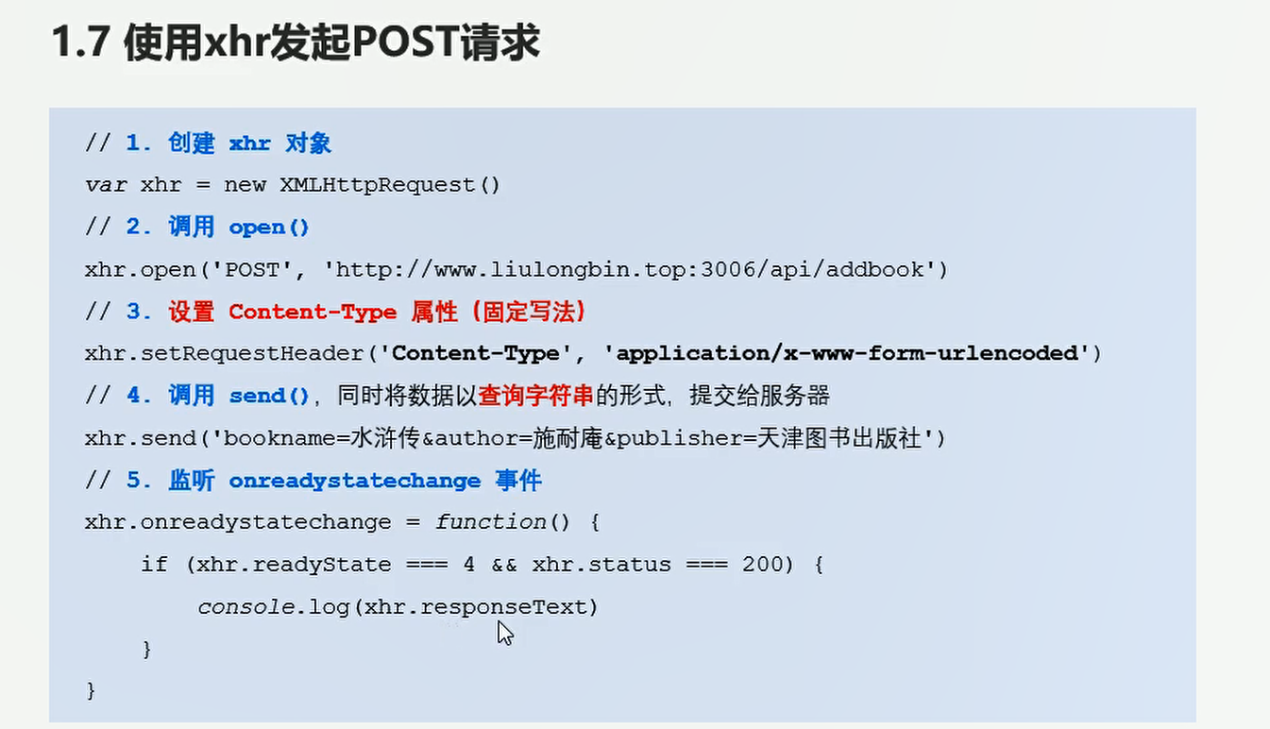 1.7 使用xhr发起POST请求
// 1. 创建 xhr 对象
var xhr = new XMLHttpRequest()
// 2. 调用 open()
xhr.open('POST', 'http://www.liulongbin.top:3006/api/addbook')
// 3. 设置 Content-Type 属性（固定写法）
xhr.setRequestHeader('Content-Type', 'application/x-www-form-urlencoded')
// 4. 调用 send()，同时将数据以查询字符串的形式，提交给服务器
xhr.send('bookname=水浒传&author=施耐庵&publisher=天津图书出版社')
// 5. 监听 onreadystatechange 事件
xhr.onreadystatechange = function() {
    if (xhr.readyState === 4 && xhr.status === 200) {
        console.log(xhr.responseText)
    }
}